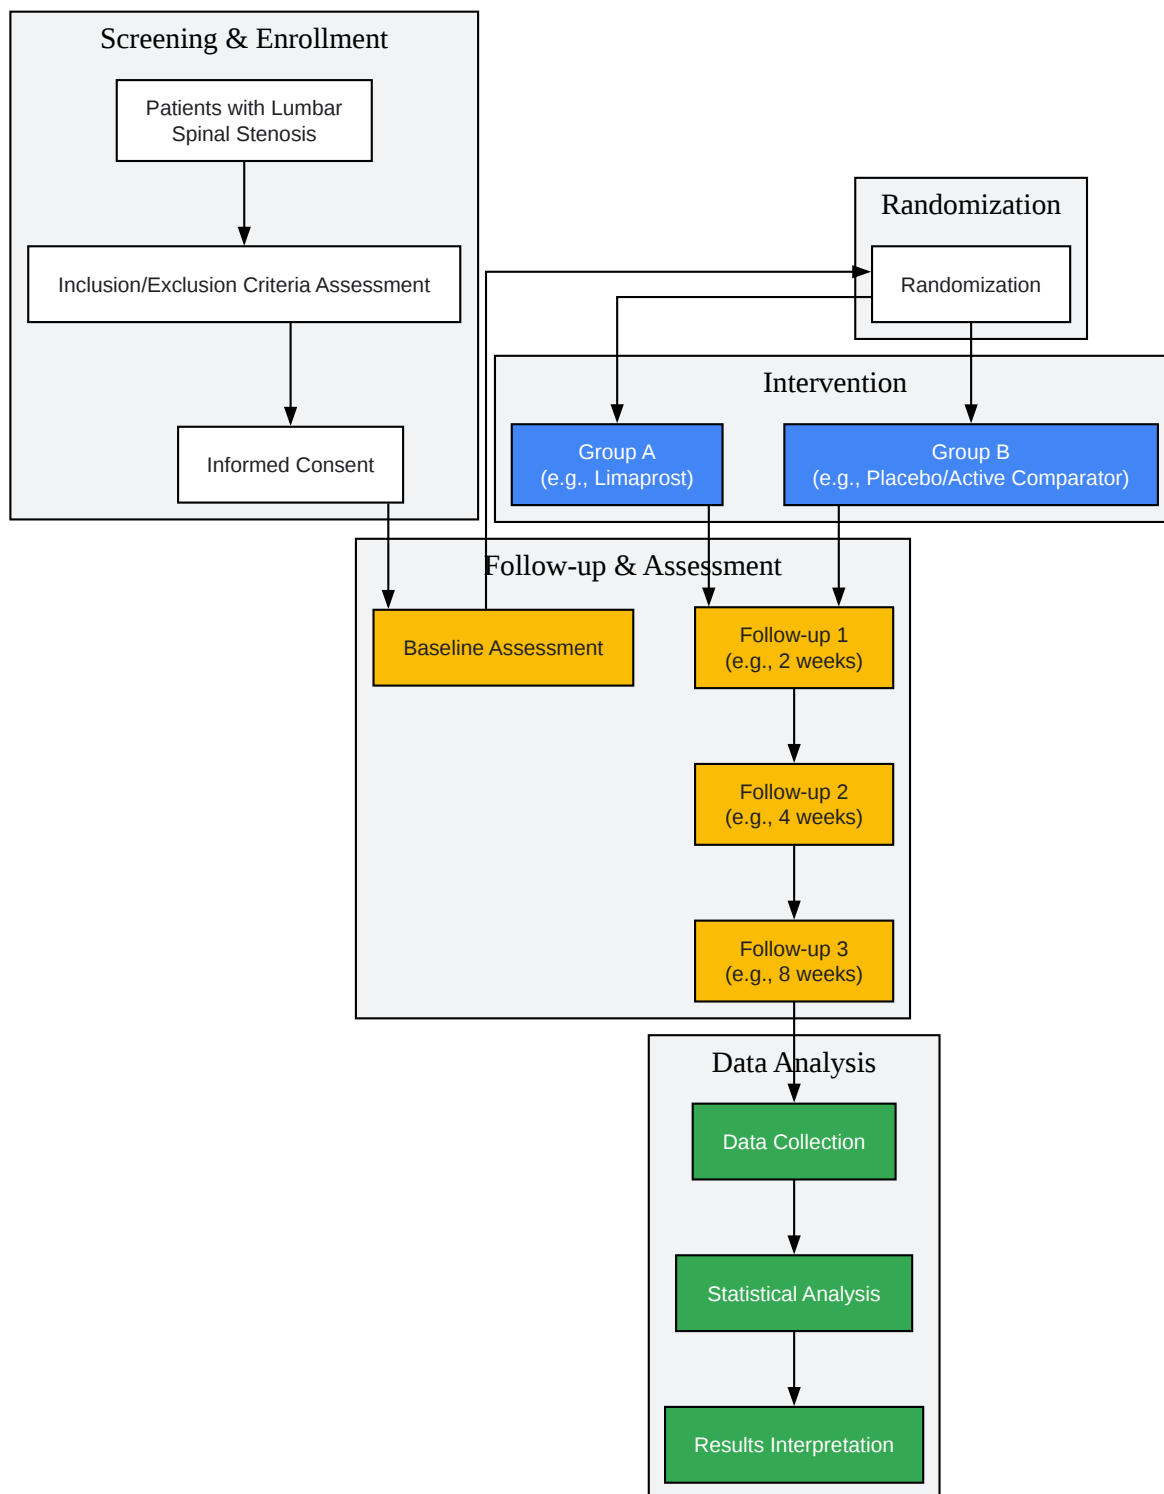 Screening & Enrollment
Patients with Lumbar
Spinal Stenosis
Inclusion/Exclusion Criteria Assessment
Informed Consent
Randomization
Randomization
Intervention
Group A
(e.g., Limaprost)
Group B
(e.g., Placebo/Active Comparator)
Follow-up & Assessment
Baseline Assessment
Follow-up 1
(e.g., 2 weeks)
Follow-up 2
(e.g., 4 weeks)
Follow-up 3
(e.g., 8 weeks)
Data Analysis
Data Collection
Statistical Analysis
Results Interpretation